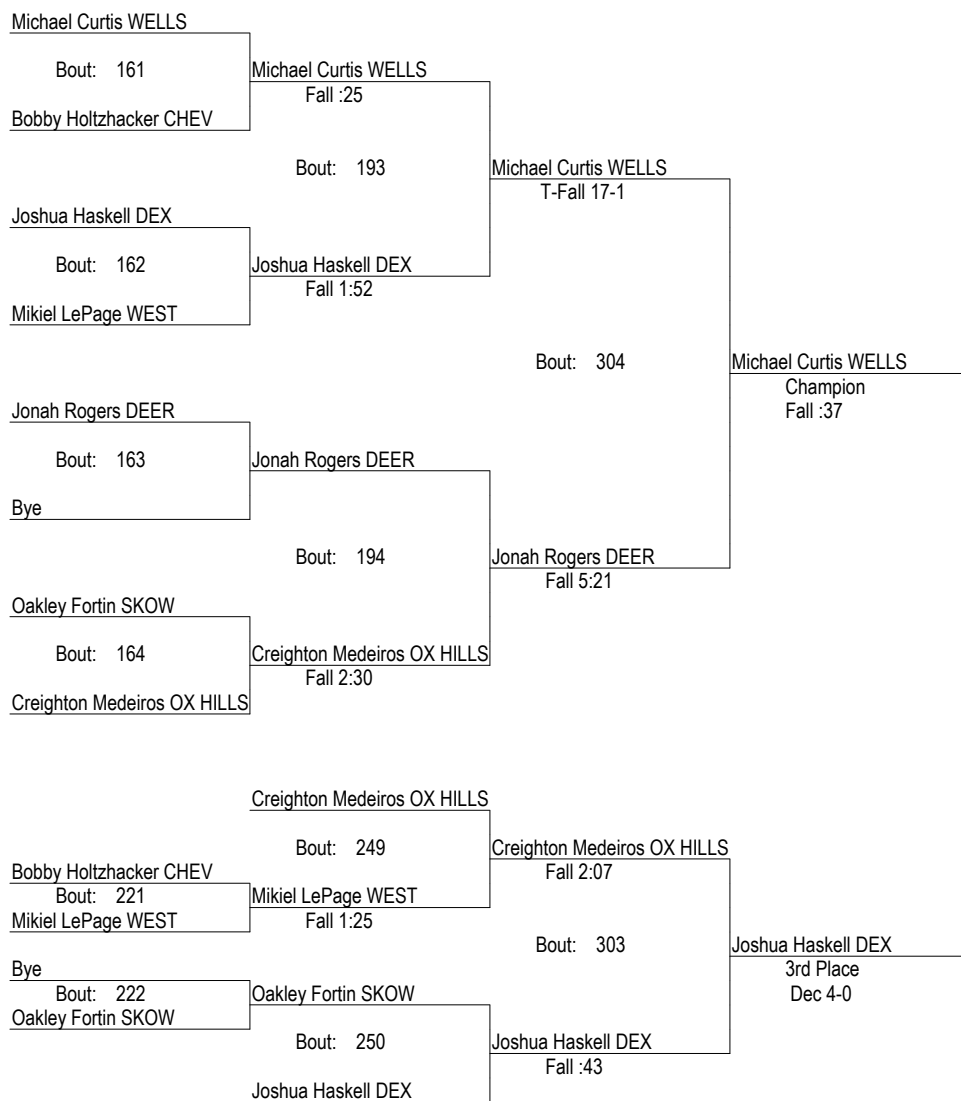 Michael Curtis WELLS
Bout: 161
Michael Curtis WELLS
Fall :25
Bobby Holtzhacker CHEV
Bout: 193
Michael Curtis WELLS
T-Fall 17-1
Joshua Haskell DEX
Bout: 162
Joshua Haskell DEX
Fall 1:52
Mikiel LePage WEST
Bout: 304
Michael Curtis WELLS
Champion
Fall :37
Jonah Rogers DEER
Bout: 163
Jonah Rogers DEER
Bye
Bout: 194
Jonah Rogers DEER
Fall 5:21
Oakley Fortin SKOW
Bout: 164
Creighton Medeiros OX HILLS
Fall 2:30
Creighton Medeiros OX HILLS
Creighton Medeiros OX HILLS
Bout: 249
Creighton Medeiros OX HILLS
Fall 2:07
Bobby Holtzhacker CHEV
Bout: 221
Mikiel LePage WEST
Fall 1:25
Mikiel LePage WEST
Bout: 303
Joshua Haskell DEX
3rd Place
Dec 4-0
Bye
Bout: 222
Oakley Fortin SKOW
Oakley Fortin SKOW
Bout: 250
Joshua Haskell DEX
Fall :43
Joshua Haskell DEX